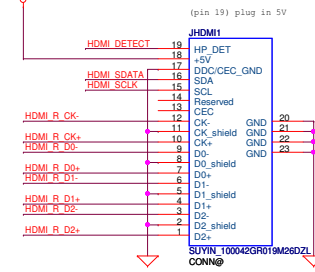 (pin 19) plug in 5V
JHDMI1
HDMI_DETECT 19 HP_DET
18 +5V
17 DDC/CEC_GND
HDMI_SDATA 16 SDA
HDMI_SCLK 15 SCL
14 Reserved
13 CEC
HDMI_R_CK- 12 CK- GND 20
11 CK_shield GND 21
HDMI_R_CK+ 10 CK+ GND 22
HDMI_R_D0- 9 D0- GND 23
8 D0_shield
HDMI_R_D0+ 7 D0+
HDMI_R_D1- 6 D1-
5 D1_shield
HDMI_R_D1+ 4 D1+
HDMI_R_D2- 3 D2-
2 D2_shield
HDMI_R_D2+ 1 D2+
SUYIN_100042GR019M26DZL
CONN@